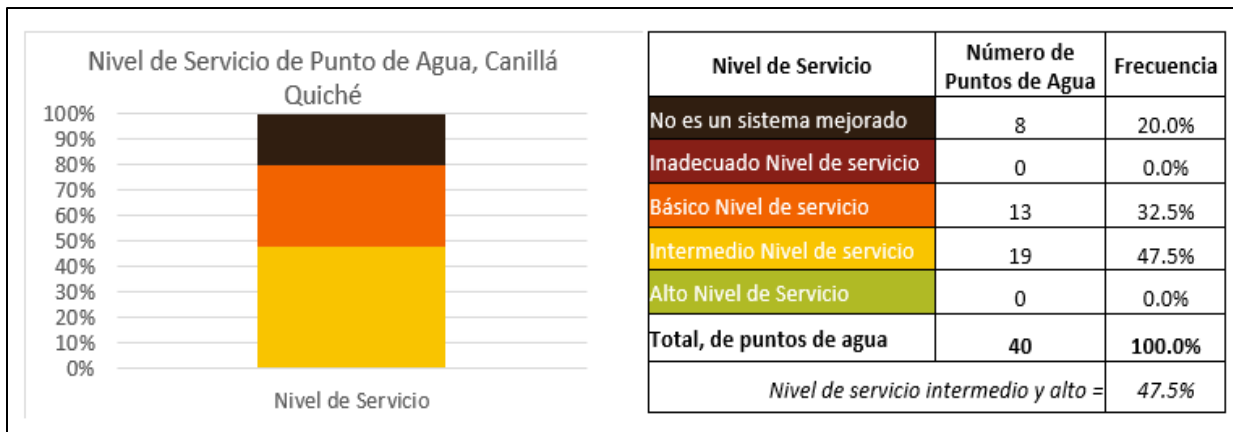 Nivel de Servicio de Punto de Agua, Canillá
Quiché
100%
90%
80%
70%
60%
50%
40%
30%
20%
10%
0%
Nivel de Servicio
Nivel de Servicio Número de Puntos de Agua Frecuencia
No es un sistema mejorado 8 20.0%
Inadecuado Nivel de servicio 0 0.0%
Básico Nivel de servicio 13 32.5%
Intermedio Nivel de servicio 19 47.5%
Alto Nivel de Servicio 0 0.0%
Total, de puntos de agua 40 100.0%
Nivel de servicio intermedio y alto = 47.5%